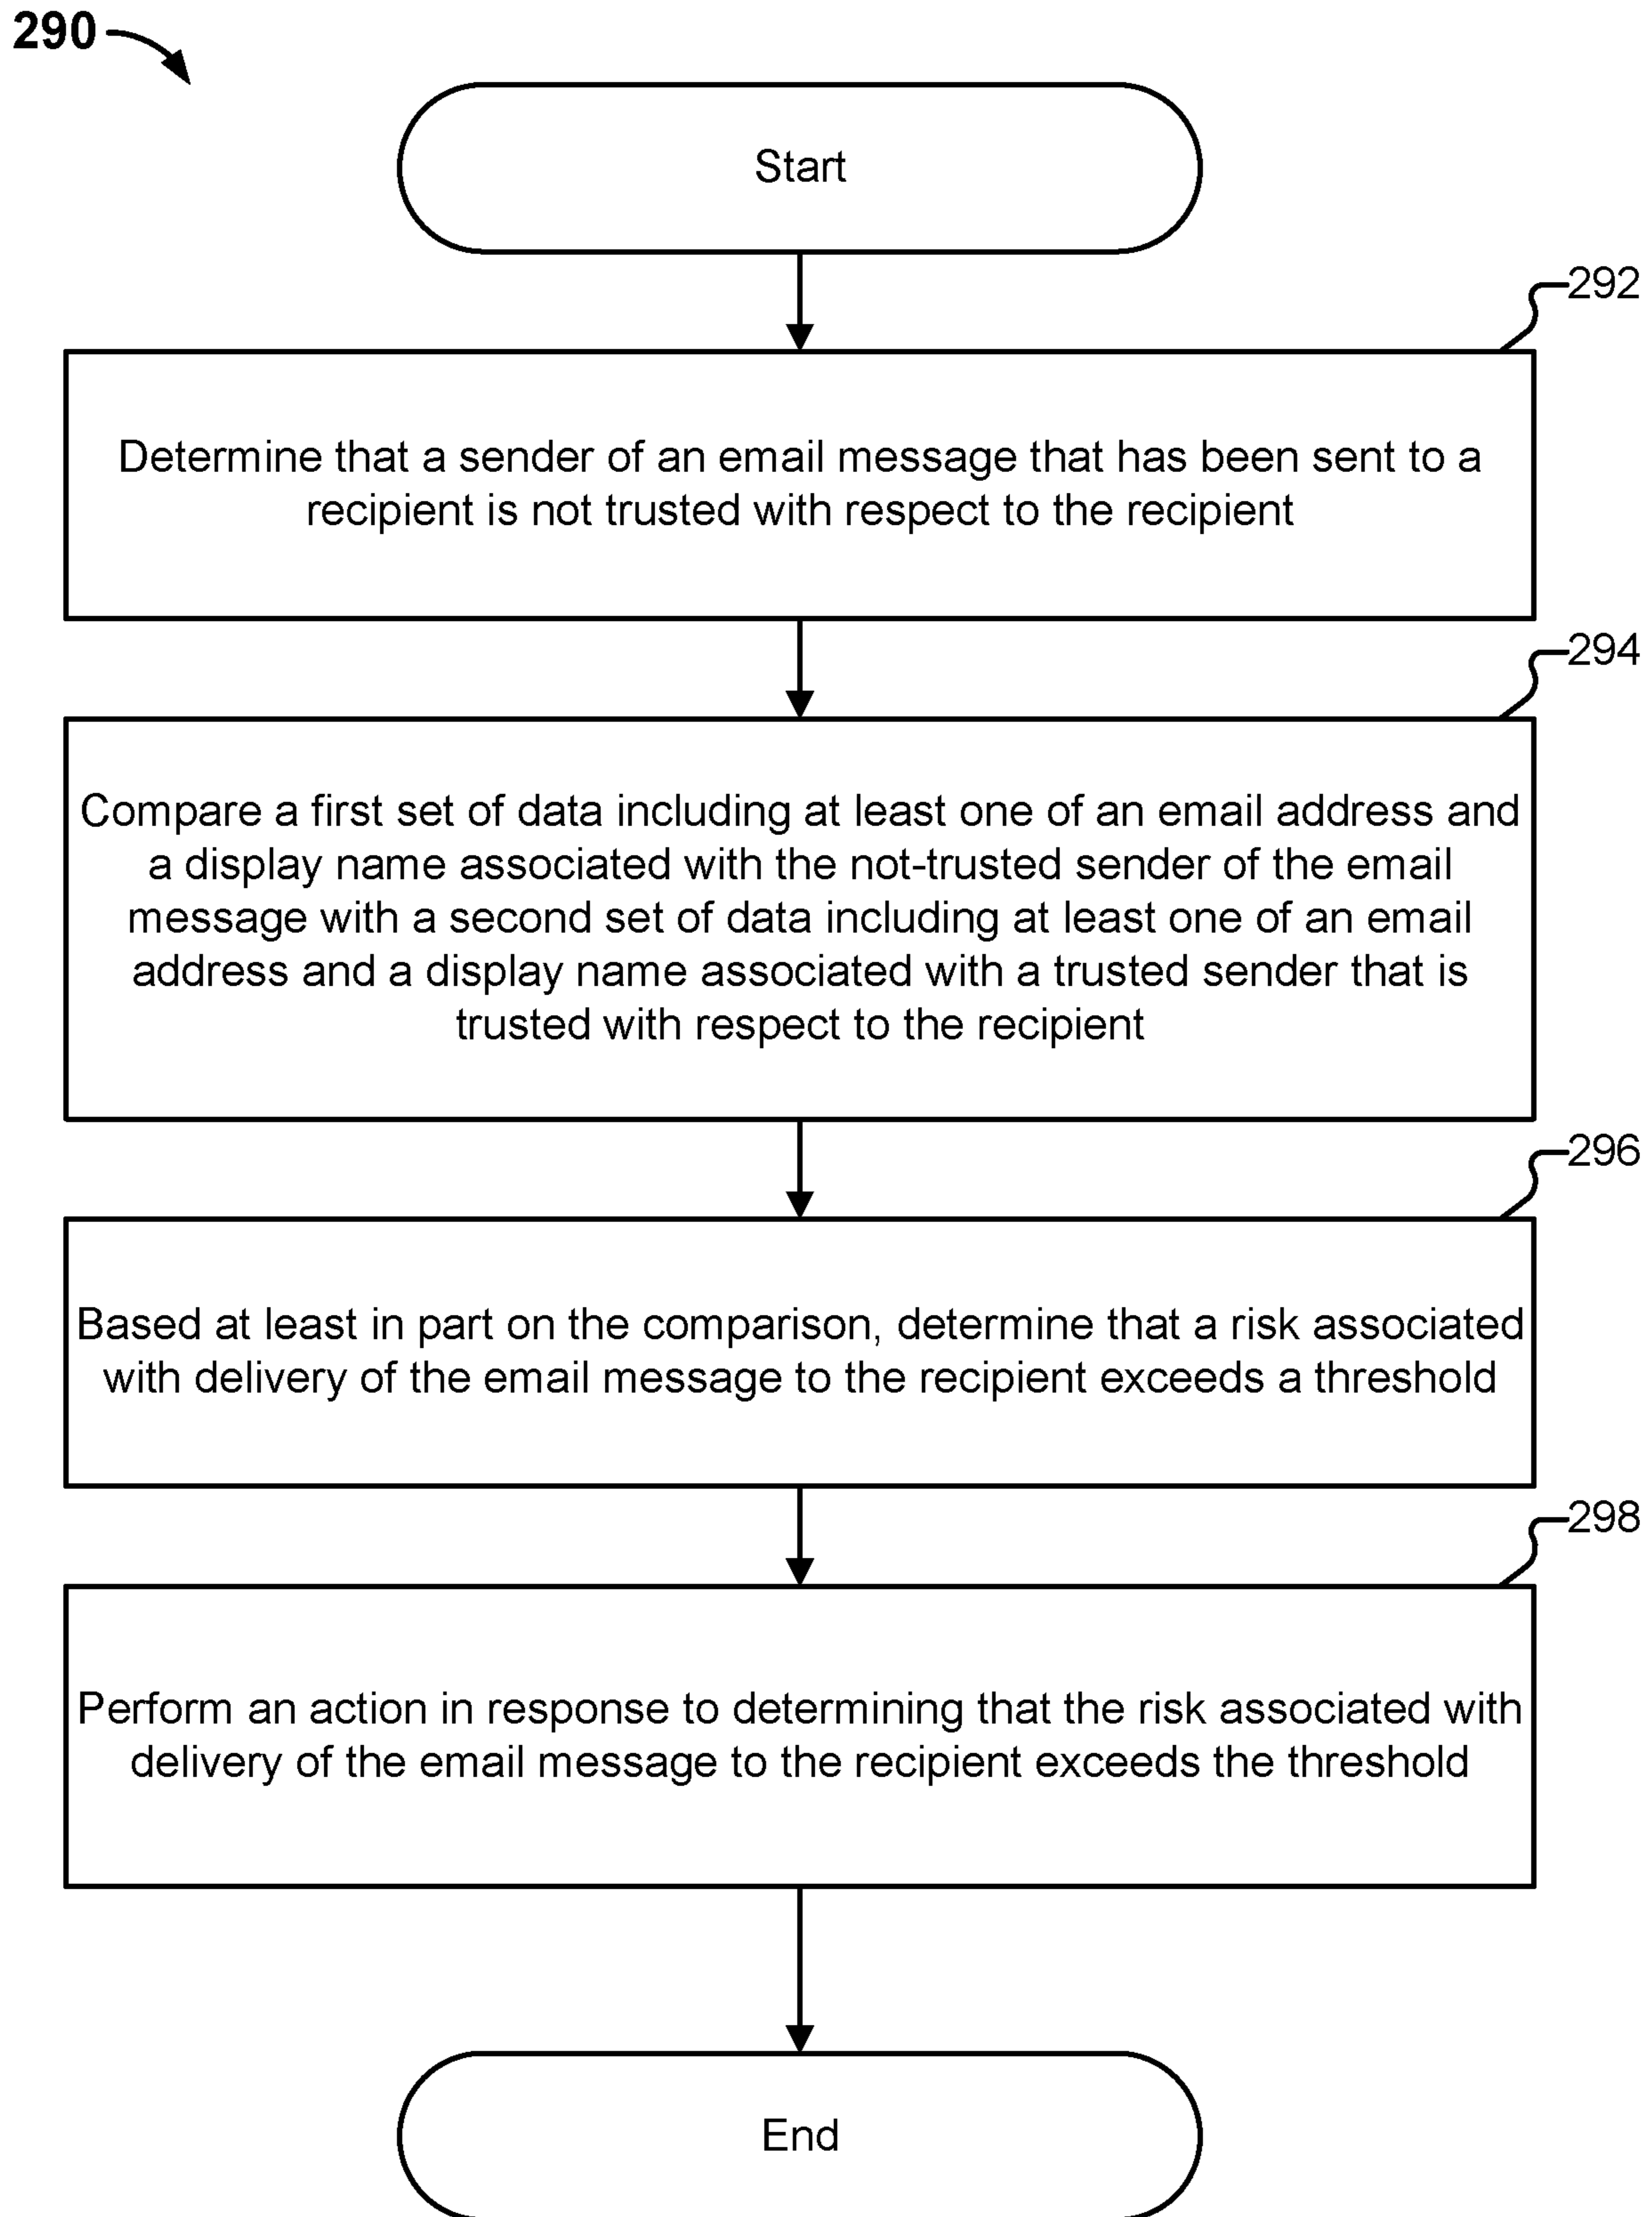 290
Start
292
Determine that a sender of an email message that has been sent to a
recipient is not trusted with respect to the recipient
294
Compare a first set of data including at least one of an email address and
a display name associated with the not-trusted sender of the email
message with a second set of data including at least one of an email
address and a display name associated with a trusted sender that is
trusted with respect to the recipient
296
Based at least in part on the comparison, determine that a risk associated
with delivery of the email message to the recipient exceeds a threshold
298
Perform an action in response to determining that the risk associated with
delivery of the email message to the recipient exceeds the threshold
End